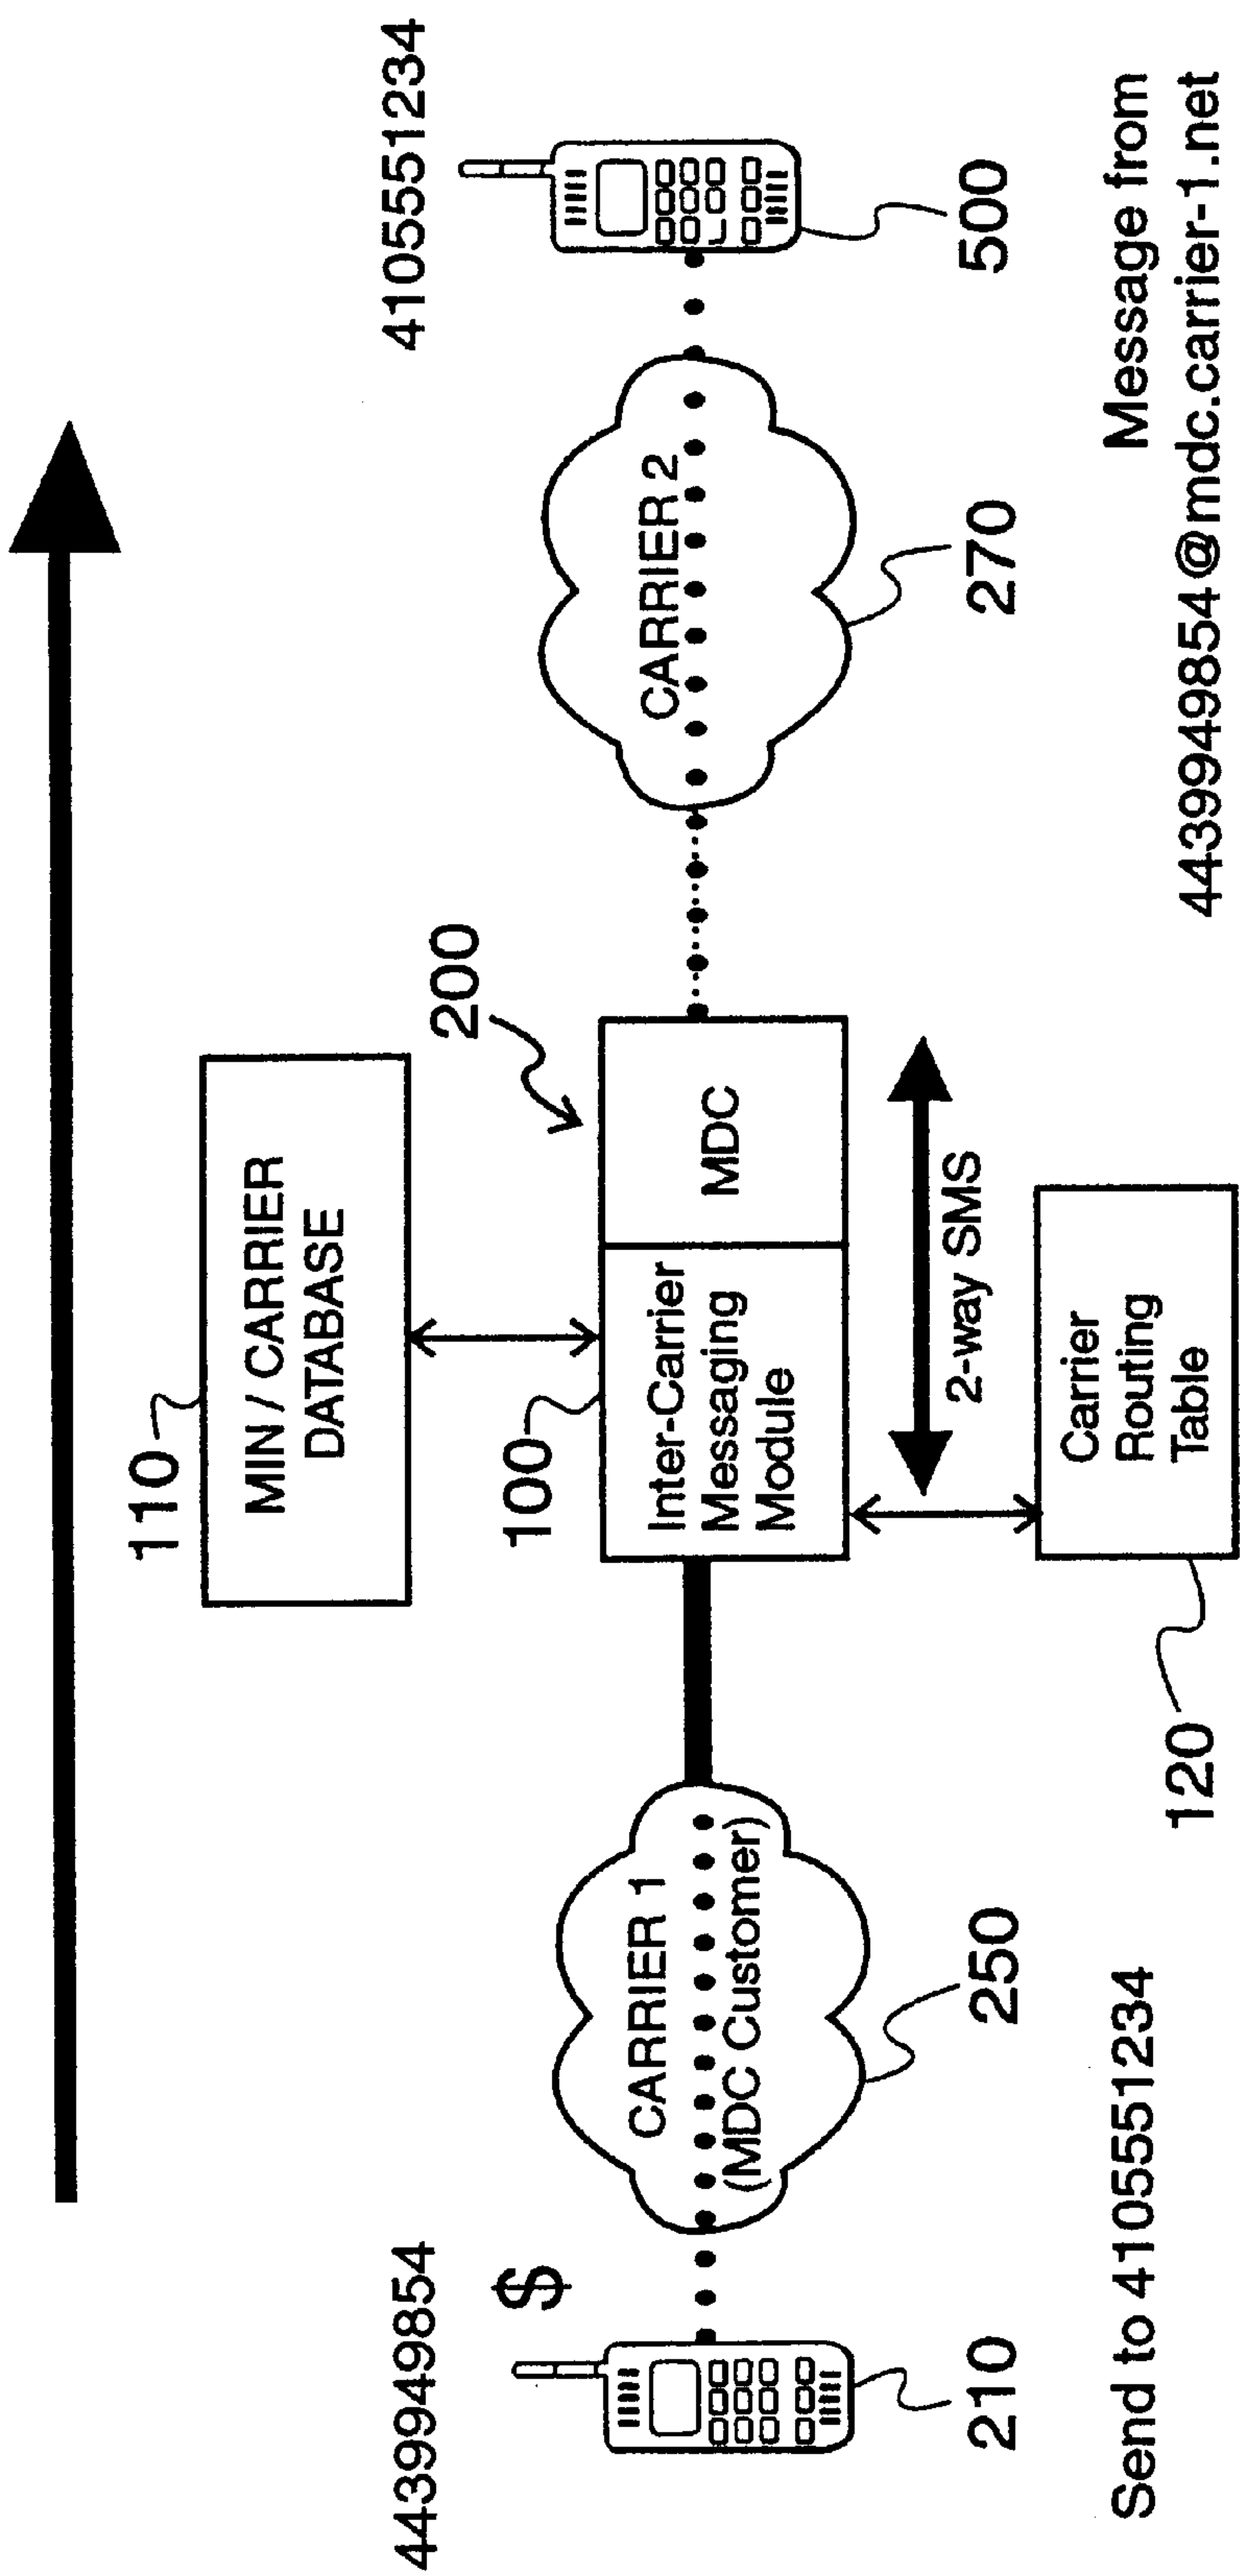 4439949854
$
210
Send to 4105551234
CARRIER 1
(MDC Customer)
250
110
MIN / CARRIER
DATABASE
100
Inter-Carrier
Messaging
Module
MDC
200
2-way SMS
Carrier
Routing
Table
120
CARRIER 2
270
4105551234
500
Message from
4439949854@mdc.carrier-1.net